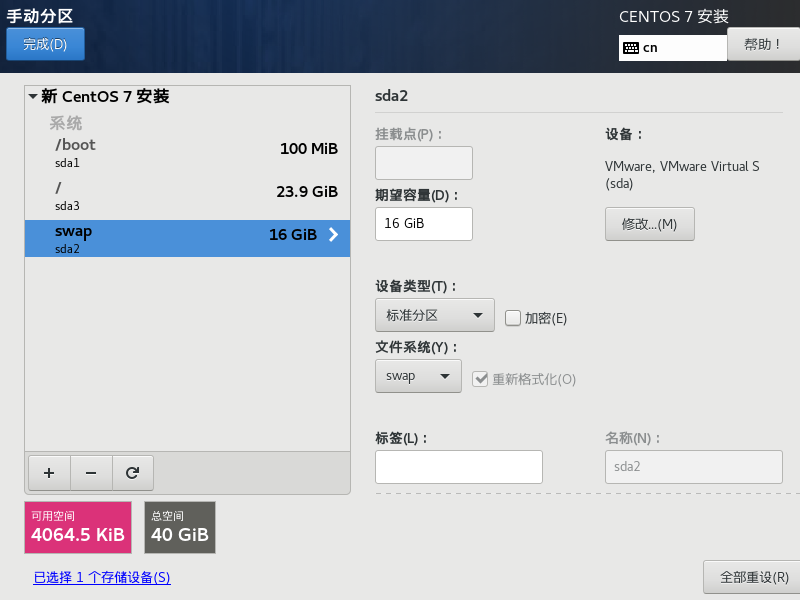 手动分区
CENTOS 7 安装
完成(D)
cn
帮助！
新 CentOS 7 安装
系统
/boot
100 MiB
sda1
/
23.9 GiB
sda3
swap
16 GiB
sda2
sda2
挂载点(P)：
设备：
VMware, VMware Virtual S
(sda)
期望容量(D)：
16 GiB
修改...(M)
设备类型(T)：
标准分区
加密(E)
文件系统(Y)：
swap
重新格式化(O)
标签(L)：
名称(N)：
sda2
可用空间
4064.5 KiB
总空间
40 GiB
已选择 1 个存储设备(S)
全部重设(R)